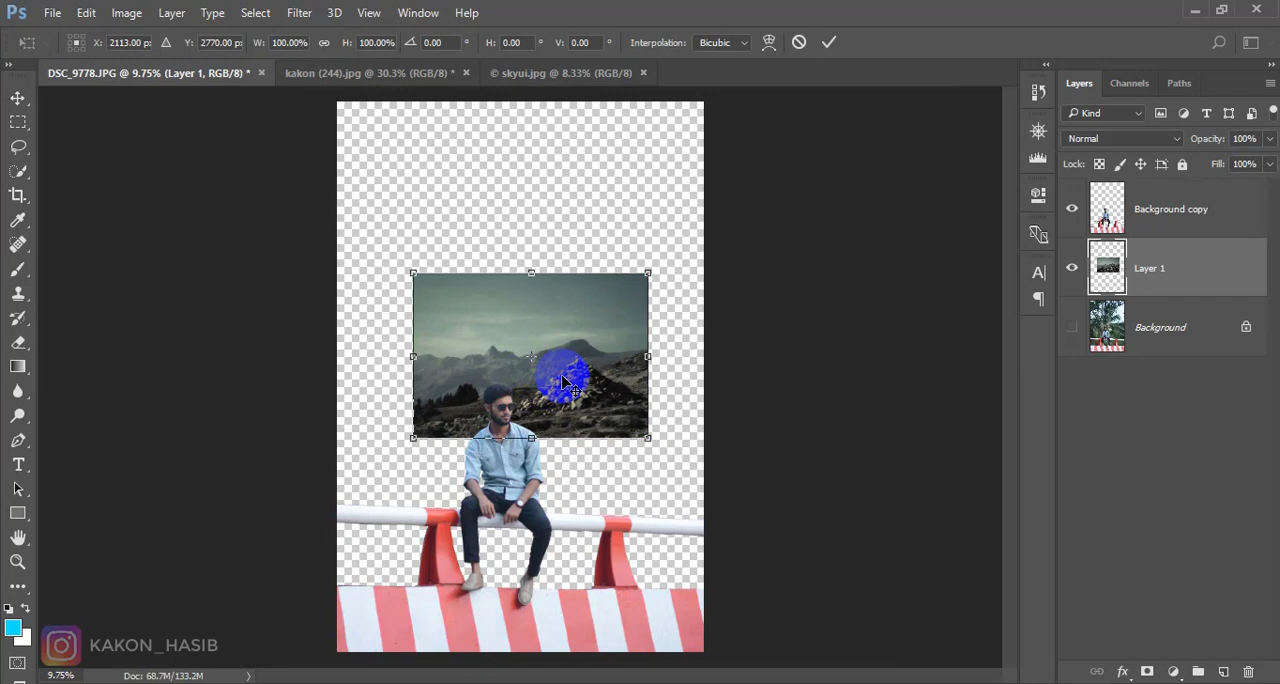 Ps File Edit Image Layer Type Select Filter 3D View Window Help
X: 2113.00 px Y: 2770.00 px W: 100.00% H: 100.00% 0.00 ° H: 0.00 ° V: 0.00 ° Interpolation: Bicubic
DSC_9778.JPG @ 9.75% (Layer 1, RGB/8) * × kakon (244).jpg @ 30.3% (RGB/8) * × © skyui.jpg @ 8.33% (RGB/8) ×
Layers Channels Paths
Kind
Normal Opacity: 100%
Lock: Fill: 100%
Background copy
Layer 1
Background
KAKON_HASIB
9.75% Doc: 68.7M/133.2M